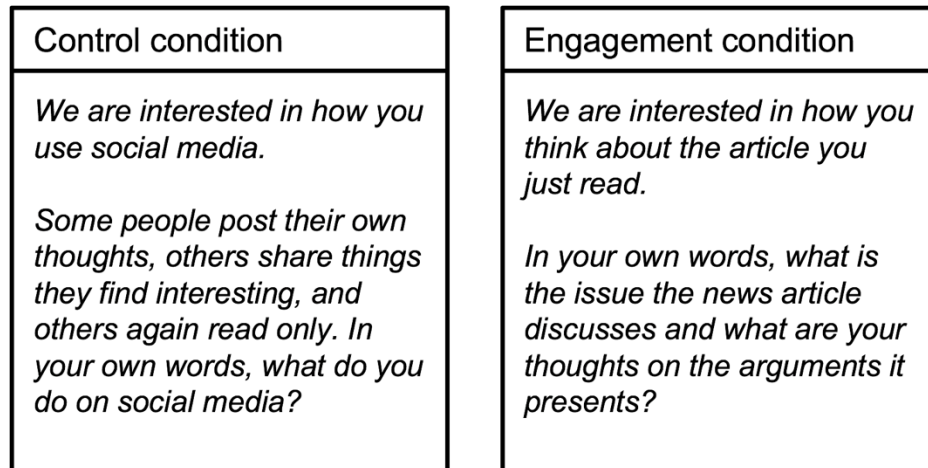 Control condition
We are interested in how you
use social media.
Some people post their own
thoughts, others share things
they find interesting, and
others again read only. In
your own words, what do you
do on social media?
Engagement condition
We are interested in how you
think about the article you
just read.
In your own words, what is
the issue the news article
discusses and what are your
thoughts on the arguments it
presents?